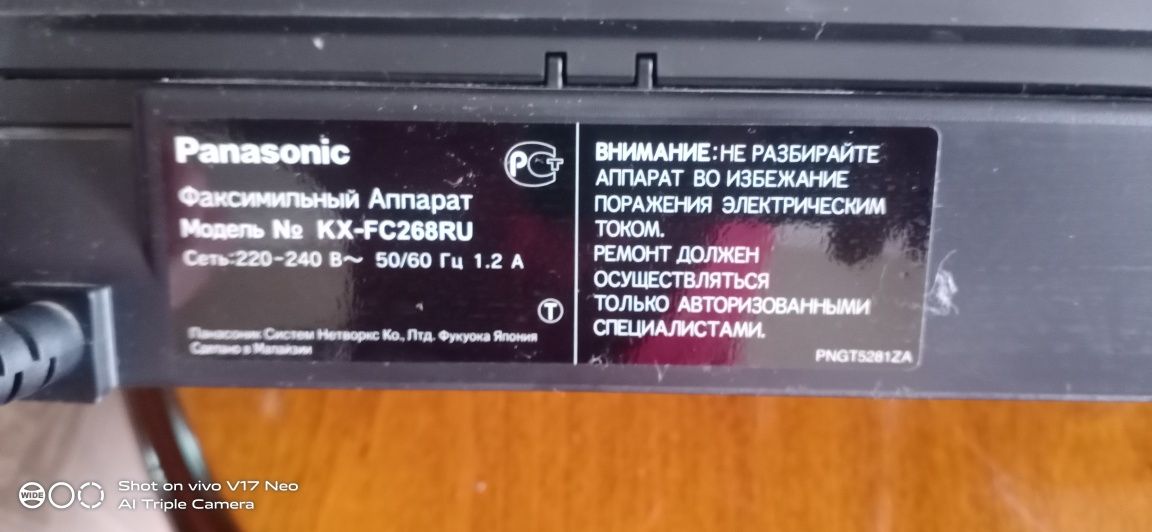 Panasonic
РСТ
Факсимильный Аппарат
Модель № KX-FC268RU
Сеть:220-240 В~ 50/60 Гц 1.2 А
T
Панасоник Систем Нетворкс Ко., Лтд. Фукуока Япония
Сделано в Малайзии
ВНИМАНИЕ:НЕ РАЗБИРАЙТЕ
АППАРАТ ВО ИЗБЕЖАНИЕ
ПОРАЖЕНИЯ ЭЛЕКТРИЧЕСКИМ
ТОКОМ.
РЕМОНТ ДОЛЖЕН
ОСУЩЕСТВЛЯТЬСЯ
ТОЛЬКО АВТОРИЗОВАННЫМИ
СПЕЦИАЛИСТАМИ.
PNGT5281ZA
WIDE
Shot on vivo V17 Neo
AI Triple Camera